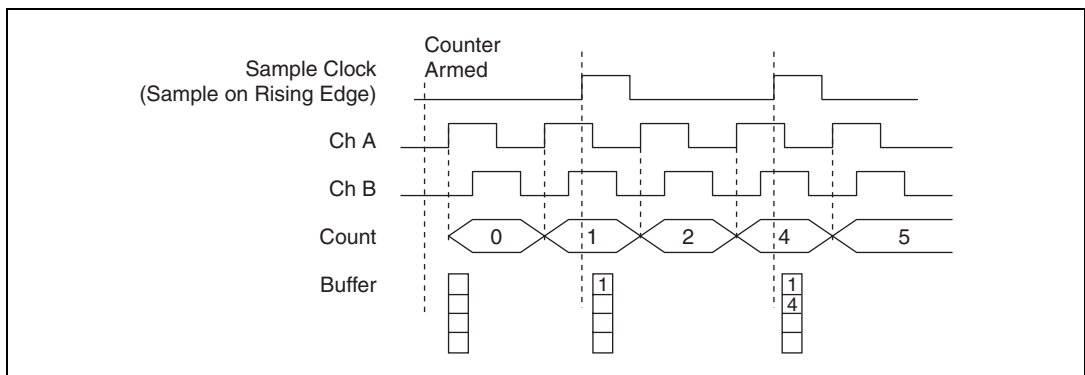 Counter
Armed
Sample Clock
(Sample on Rising Edge)
Ch A
Ch B
Count
0 1 2 4 5
Buffer
1 1
4